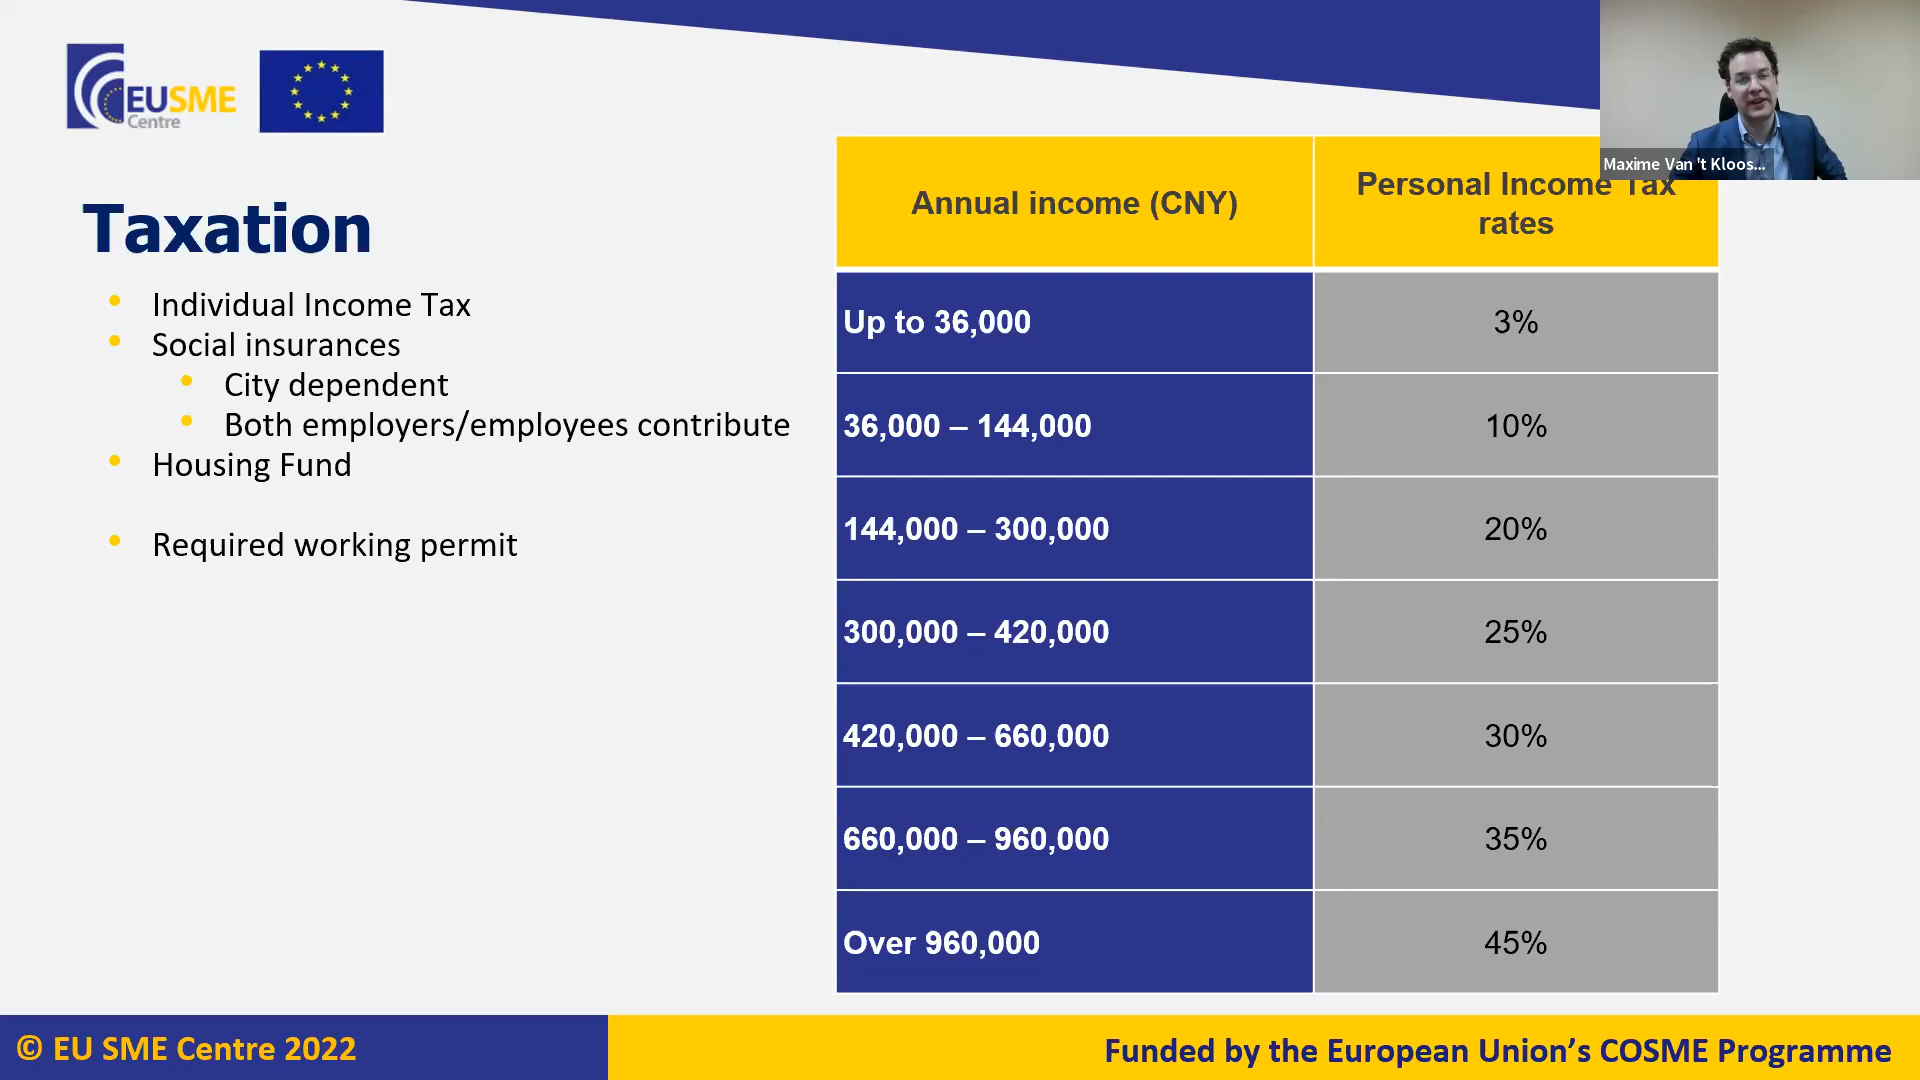 EUSME
Centre
Maxime Van 't Kloos...
Taxation
• Individual Income Tax
• Social insurances
• City dependent
• Both employers/employees contribute
• Housing Fund
• Required working permit
Annual income (CNY) Personal Income Tax
rates
Up to 36,000 3%
36,000 – 144,000 10%
144,000 – 300,000 20%
300,000 – 420,000 25%
420,000 – 660,000 30%
660,000 – 960,000 35%
Over 960,000 45%
© EU SME Centre 2022
Funded by the European Union’s COSME Programme